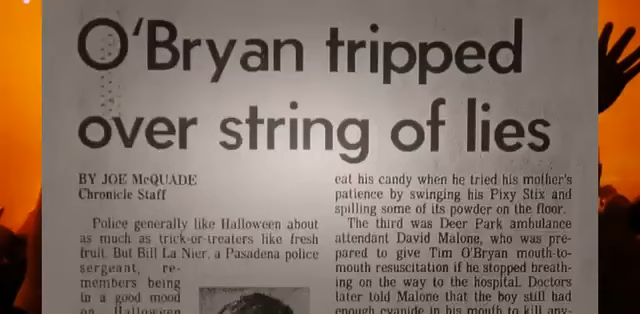 O'Bryan tripped
over string of lies
BY JOE McQUADE
Chronicle Staff
Police generally like Halloween about
as much as trick-or-treaters like fresh
fruit. But Bill La Nier, a Pasadena police
sergeant, re-
members being
in a good mood
on Halloween
eat his candy when he tried his mother's
patience by swinging his Pixy Stix and
spilling some of its powder on the floor.
The third was Deer Park ambulance
attendant David Malone, who was pre-
pared to give Tim O'Bryan mouth-to-
mouth resuscitation if he stopped breath-
ing on the way to the hospital. Doctors
later told Malone that the boy still had
enough cyanide in his mouth to kill any-